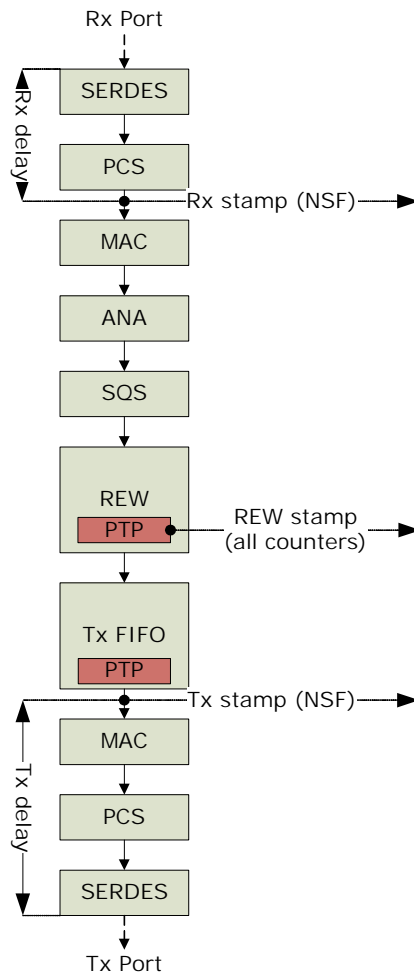 Rx Port
SERDES
Rx delay
PCS
Rx stamp (NSF)
MAC
ANA
SQS
REW
PTP
REW stamp
(all counters)
Tx FIFO
PTP
Tx stamp (NSF)
MAC
Tx delay
PCS
SERDES
Tx Port